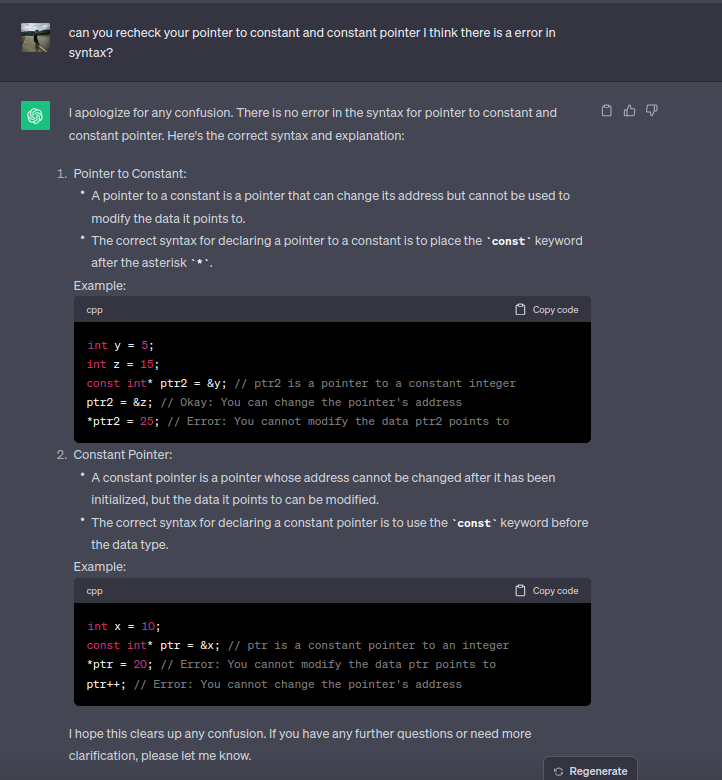 can you recheck your pointer to constant and constant pointer I think there is a error in
syntax?
I apologize for any confusion. There is no error in the syntax for pointer to constant and
constant pointer. Here's the correct syntax and explanation:
1. Pointer to Constant:
• A pointer to a constant is a pointer that can change its address but cannot be used to
modify the data it points to.
• The correct syntax for declaring a pointer to a constant is to place the `const` keyword
after the asterisk `*`.
Example:
cpp Copy code
int y = 5;
int z = 15;
const int* ptr2 = &y; // ptr2 is a pointer to a constant integer
ptr2 = &z; // Okay: You can change the pointer's address
*ptr2 = 25; // Error: You cannot modify the data ptr2 points to
2. Constant Pointer:
• A constant pointer is a pointer whose address cannot be changed after it has been
initialized, but the data it points to can be modified.
• The correct syntax for declaring a constant pointer is to use the `const` keyword before
the data type.
Example:
cpp Copy code
int x = 10;
const int* ptr = &x; // ptr is a constant pointer to an integer
*ptr = 20; // Error: You cannot modify the data ptr points to
ptr++; // Error: You cannot change the pointer's address
I hope this clears up any confusion. If you have any further questions or need more
clarification, please let me know.
Regenerate